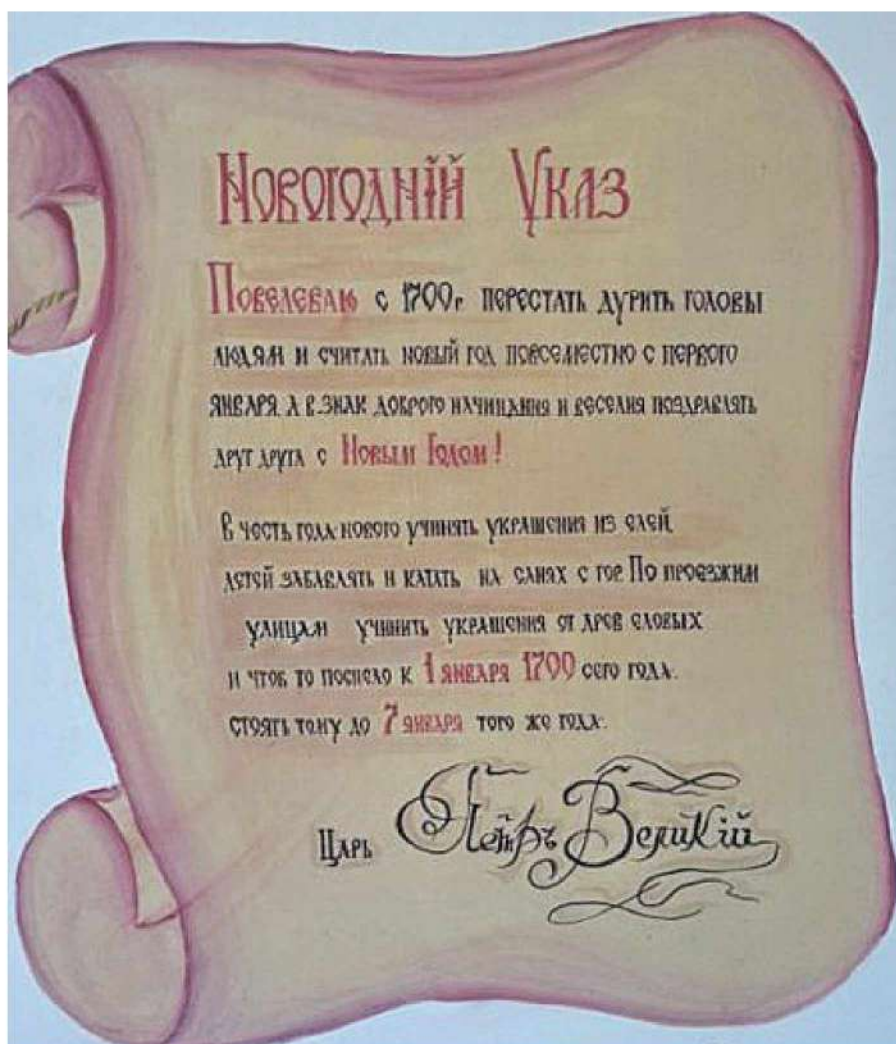 Новогодній Указ
Повелеваю с 1700г перестать дурить головы
людям и считать новый год повсеместно с первого
января. А в знак доброго начинания и веселия поздравлять
друг друга с Новым Годом!
В честь года нового учинять украшения из елей,
детей забавлять и катать на санях с гор. По проезжим
улицам учинить украшения от древ еловых
и чтоб то поспело к 1 января 1700 сего года.
стоять тому до 7 января того же года.
Царь Пётръ Великій